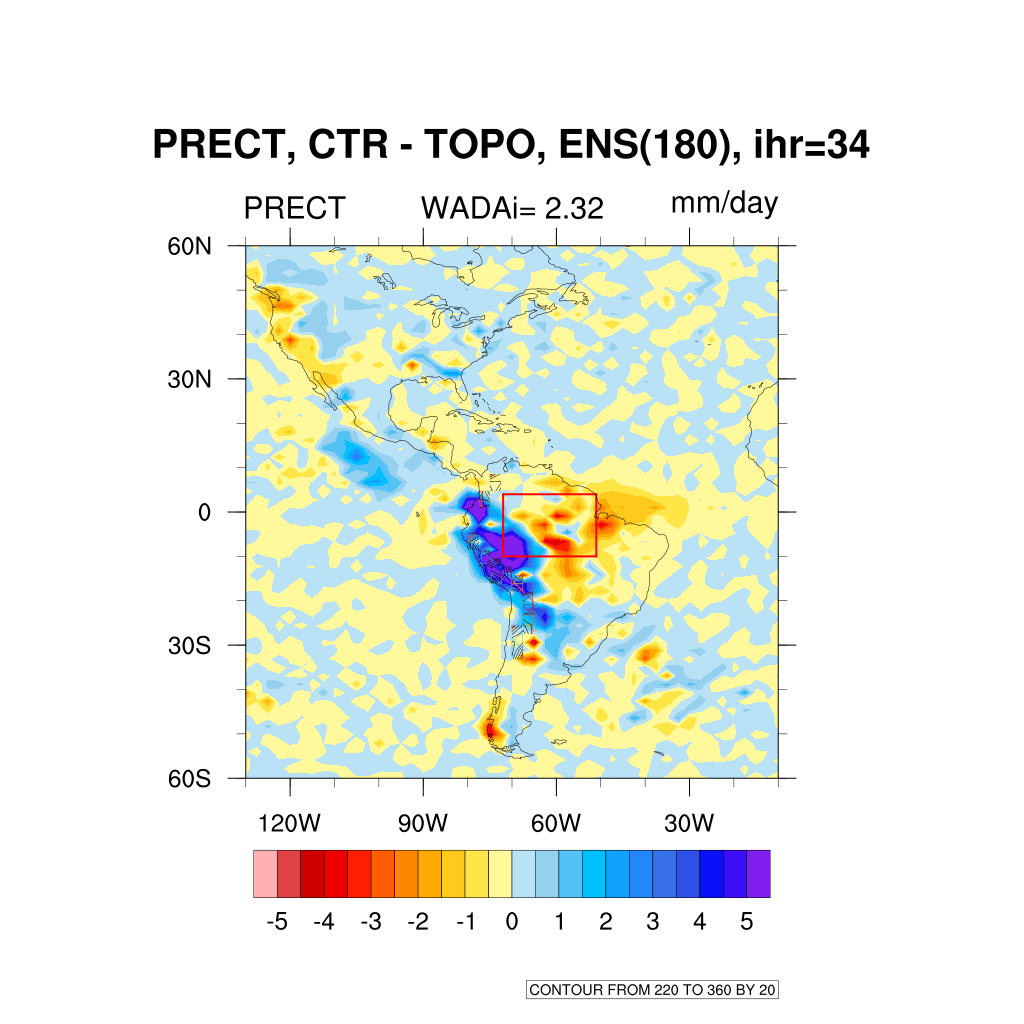 PRECT, CTR - TOPO, ENS(180), ihr=34
PRECT WADAi= 2.32 mm/day
60N
30N
0
30S
60S
120W 90W 60W 30W
-5 -4 -3 -2 -1 0 1 2 3 4 5
CONTOUR FROM 220 TO 360 BY 20